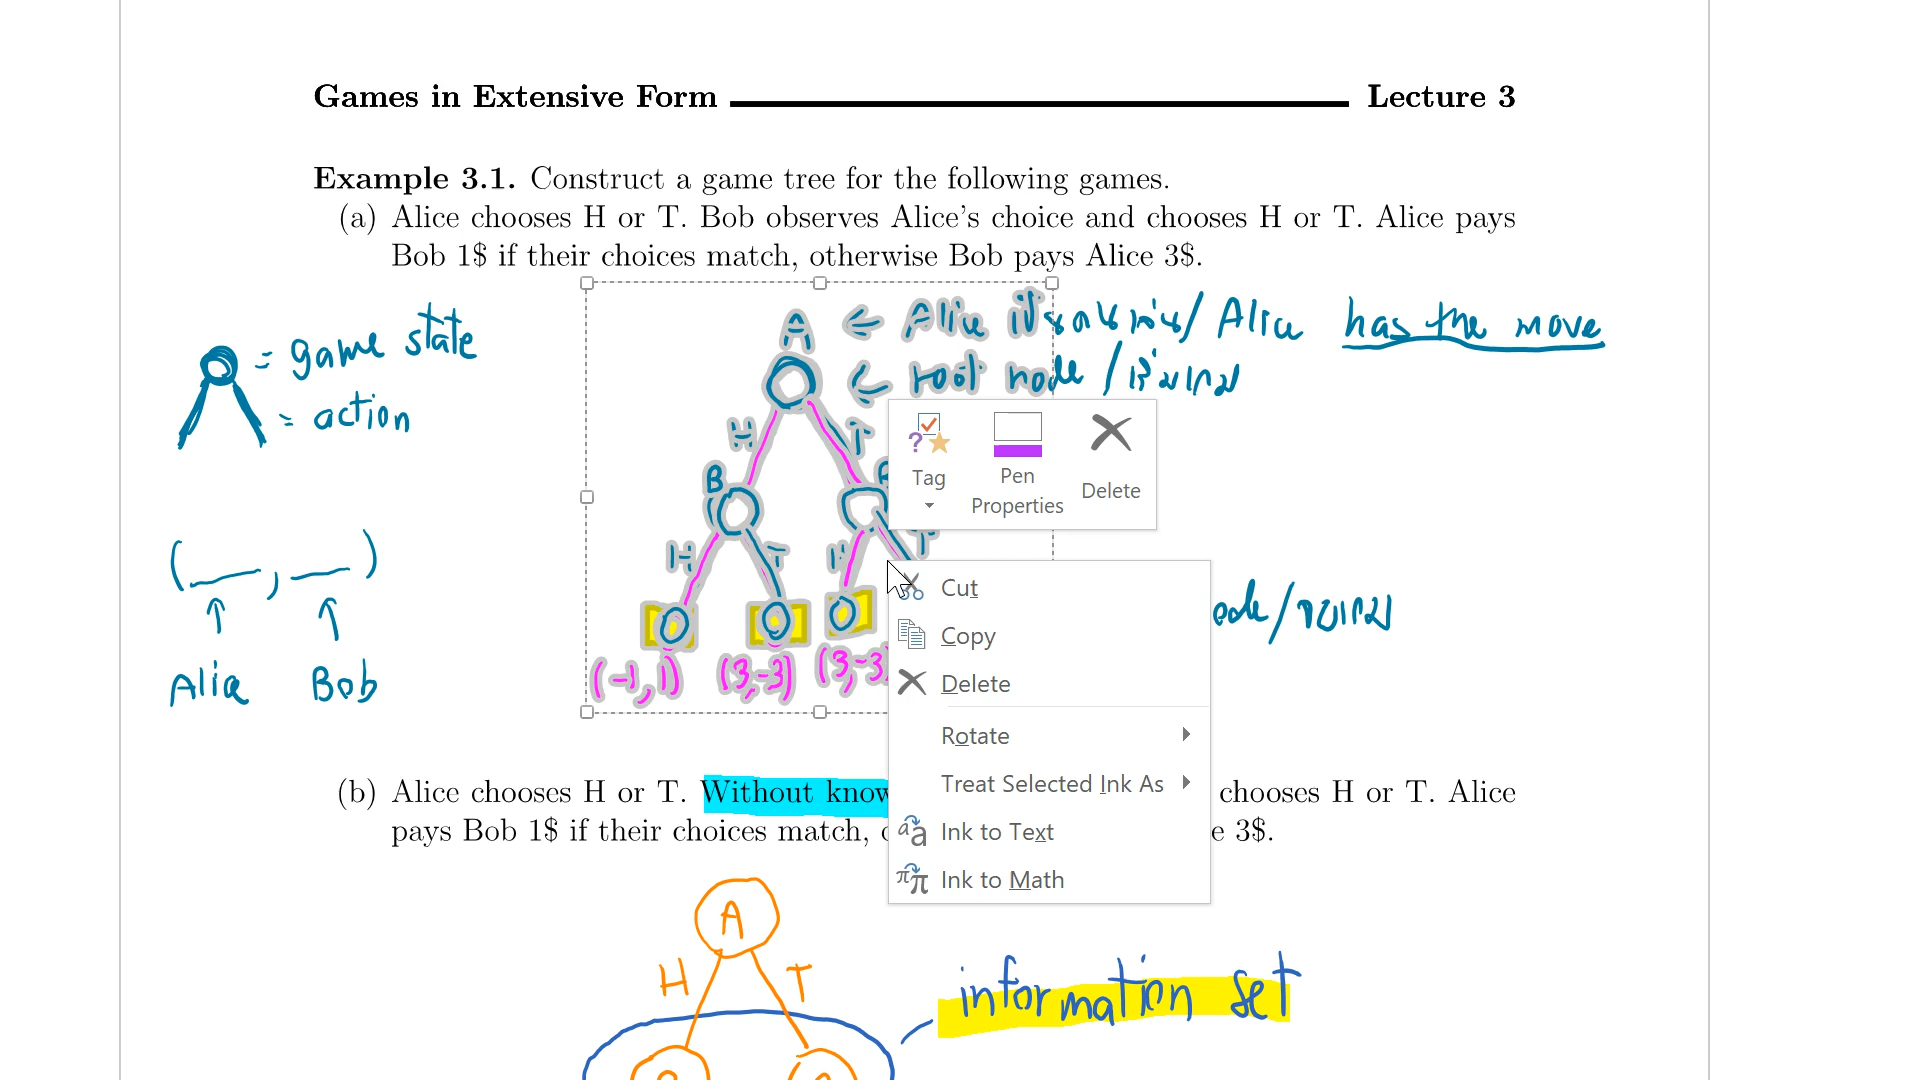 Games in Extensive Form Lecture 3
Example 3.1. Construct a game tree for the following games.
(a) Alice chooses H or T. Bob observes Alice's choice and chooses H or T. Alice pays
Bob 1$ if their choices match, otherwise Bob pays Alice 3$.
A ← Alice / Alice has the move
= game state
← root node /
= action
H T
B
H T H T
(-1, 1) (3,-3) (3,-3)
( , )
↑ ↑
Alice Bob
Tag
Pen
Properties
Delete
Cut
Copy
Delete
Rotate
Treat Selected Ink As
Ink to Text
Ink to Math
(b) Alice chooses H or T. Without chooses H or T. Alice
pays Bob 1$ if their choices match, 3$.
A
H T
information set